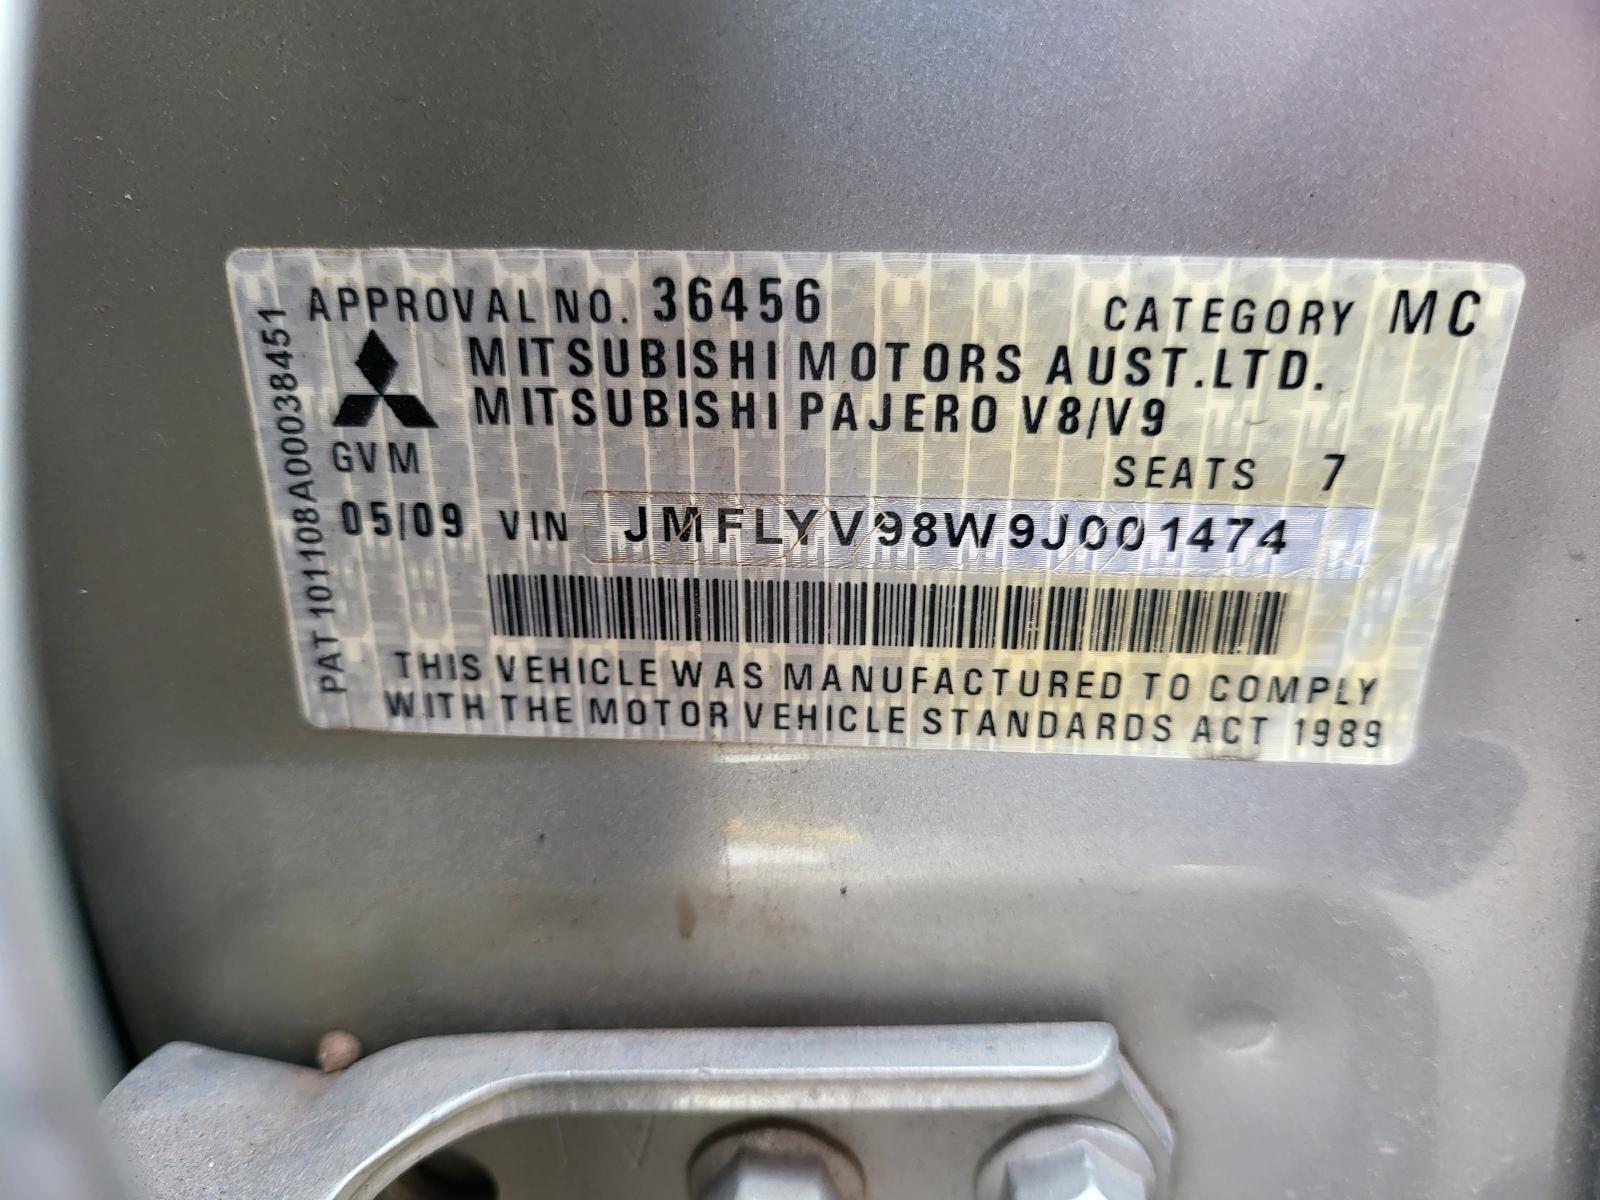 APPROVAL NO. 36456 CATEGORY MC
MITSUBISHI MOTORS AUST.LTD.
MITSUBISHI PAJERO V8/V9
GVM SEATS 7
05/09 VIN JMFLYV98W9J001474
THIS VEHICLE WAS MANUFACTURED TO COMPLY
WITH THE MOTOR VEHICLE STANDARDS ACT 1989
PAT 101108A00038451